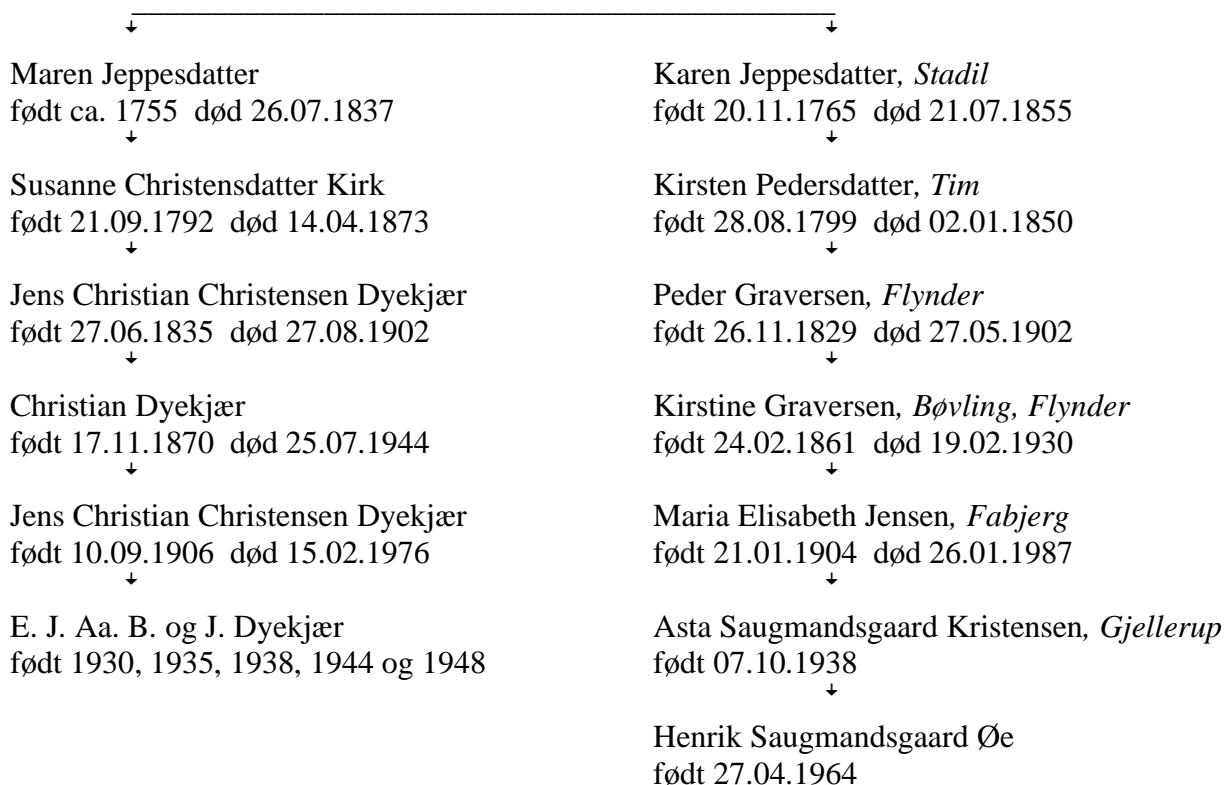 Maren Jeppesdatter
født ca. 1755 død 26.07.1837
Susanne Christensdatter Kirk
født 21.09.1792 død 14.04.1873
Jens Christian Christensen Dyekjær
født 27.06.1835 død 27.08.1902
Christian Dyekjær
født 17.11.1870 død 25.07.1944
Jens Christian Christensen Dyekjær
født 10.09.1906 død 15.02.1976
E. J. Aa. B. og J. Dyekjær
født 1930, 1935, 1938, 1944 og 1948
Karen Jeppesdatter, Stadil
født 20.11.1765 død 21.07.1855
Kirsten Pedersdatter, Tim
født 28.08.1799 død 02.01.1850
Peder Graversen, Flynder
født 26.11.1829 død 27.05.1902
Kirstine Graversen, Bøvling, Flynder
født 24.02.1861 død 19.02.1930
Maria Elisabeth Jensen, Fabjerg
født 21.01.1904 død 26.01.1987
Asta Saugmandsgaard Kristensen, Gjellerup
født 07.10.1938
Henrik Saugmandsgaard Øe
født 27.04.1964